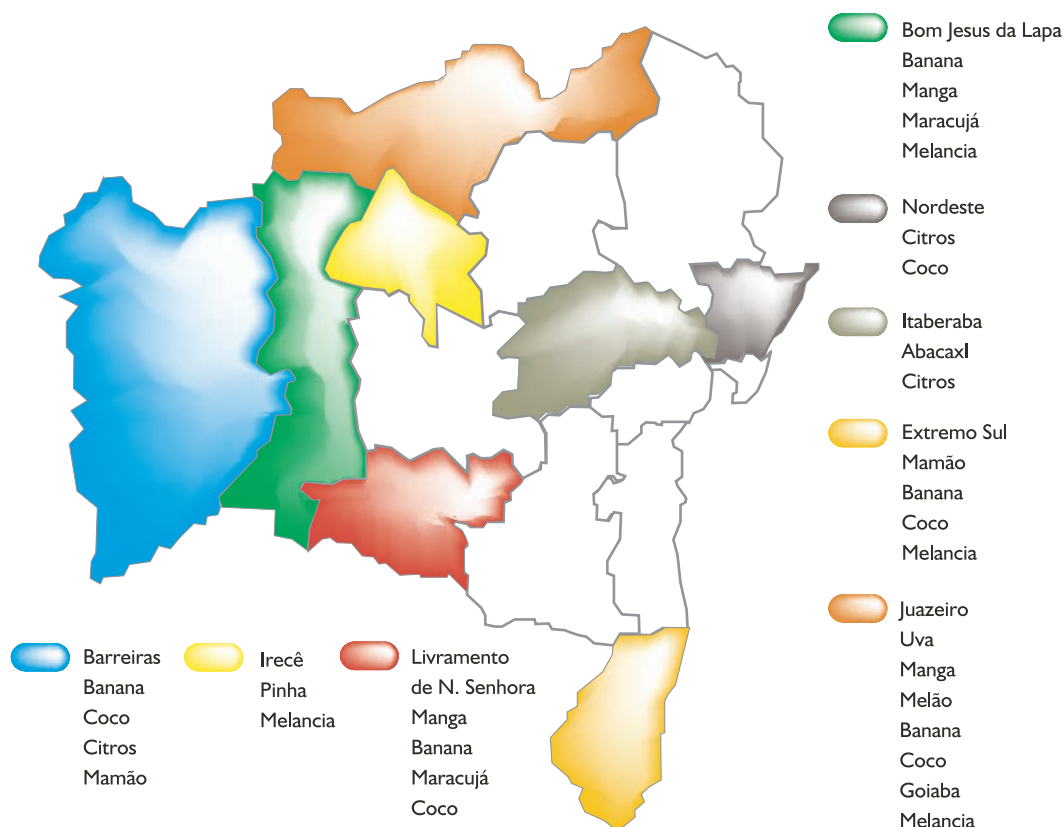 Bom Jesus da Lapa
Banana
Manga
Maracujá
Melancia
Nordeste
Citros
Coco
Itaberaba
Abacaxl
Citros
Extremo Sul
Mamão
Banana
Coco
Melancia
Juazeiro
Uva
Manga
Melão
Banana
Coco
Goiaba
Melancia
Barreiras
Banana
Coco
Citros
Mamão
Irecê
Pinha
Melancia
Livramento
de N. Senhora
Manga
Banana
Maracujá
Coco